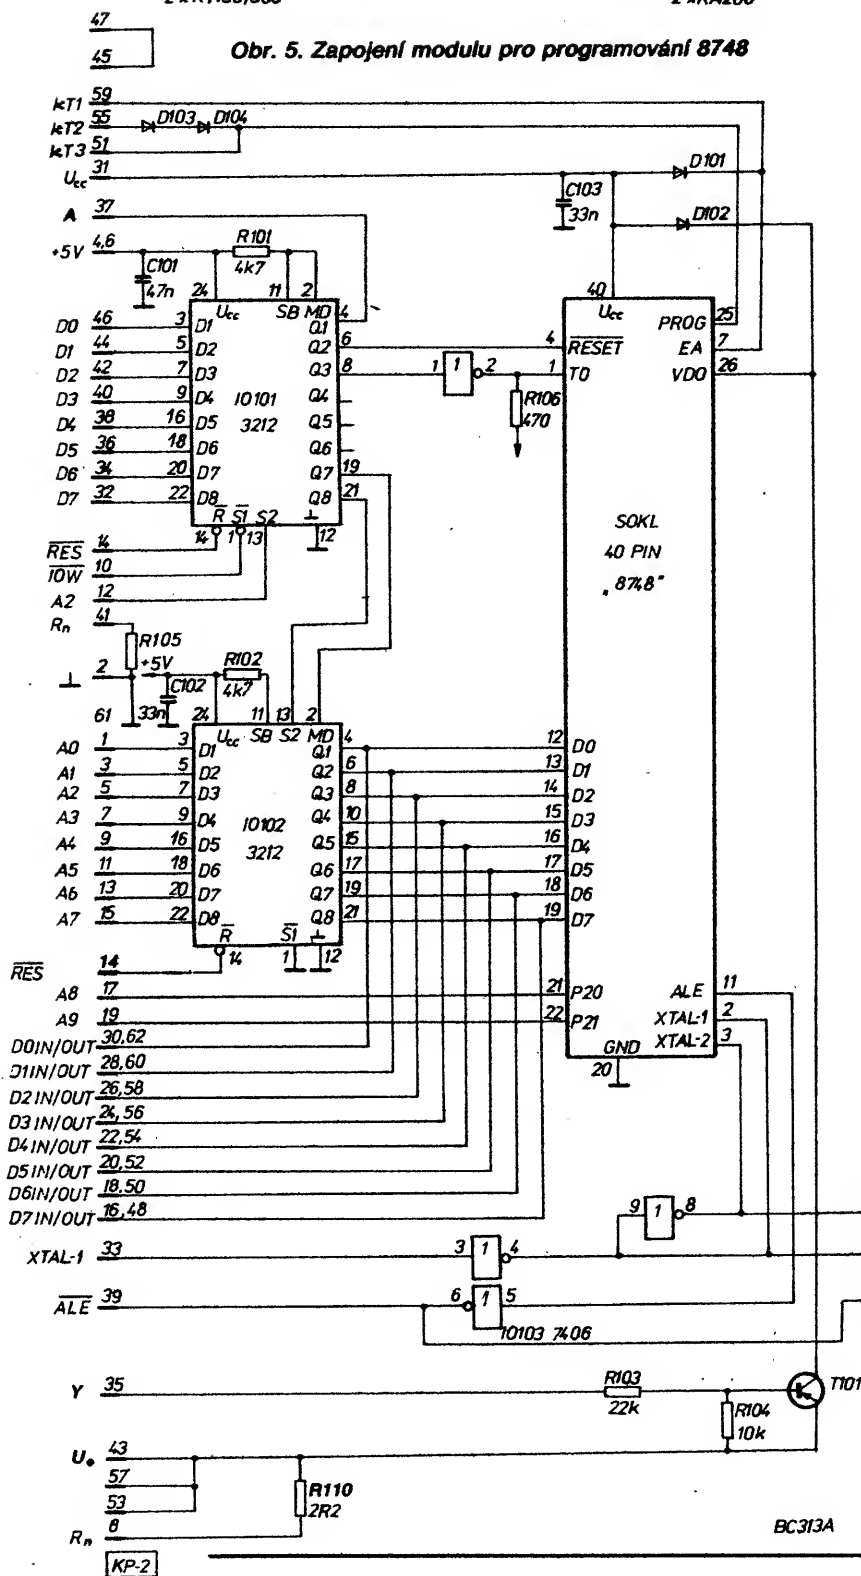 47
45
Obr. 5. Zapojení modulu pro programování 8748
kT1 59
kT2 55 D103 D104
kT3 51
Ucc 31 D101
C103 33n
A 37 D102
+5V 4,6 R101 4k7
C101 47n
24 11 2
Ucc SB MD
40
Ucc
D0 46 3 D1 Q1 4 PROG 25
D1 44 5 D2 Q2 6 4 RESET EA 7
D2 42 7 D3 Q3 8 1 1 2 1 T0 VDO 26
D3 40 9 D4 IO101 Q4 R106 470
D4 38 16 D5 3212 Q5
D5 36 18 D6 Q6
D6 34 20 D7 Q7 19
D7 32 22 D8 Q8 21
R S1 S2 ⊥
14 1 13 12
SOKL
40 PIN
„8748"
RES 14
IOW 10
A2 12
Rn 41
R105
+5V R102 4k7
⊥ 2
C102 33n
61
24 11 13 2
Ucc SB S2 MD
A0 1 3 D1 Q1 4 12 D0
A1 3 5 D2 Q2 6 13 D1
A2 5 7 D3 Q3 8 14 D2
A3 7 9 D4 IO102 Q4 10 15 D3
A4 9 16 D5 3212 Q5 15 16 D4
A5 11 18 D6 Q6 17 17 D5
A6 13 20 D7 Q7 19 18 D6
A7 15 22 D8 Q8 21 19 D7
R S1 ⊥
14 1 12
RES 14
A8 17 21 P20 ALE 11
A9 19 22 P21 XTAL-1 2
XTAL-2 3
GND
20
D0IN/OUT 30,62
D1IN/OUT 28,60
D2IN/OUT 26,58
D3IN/OUT 24,56
D4IN/OUT 22,54
D5IN/OUT 20,52
D6IN/OUT 18.50
D7IN/OUT 16,48
9 1 8
XTAL-1 33 3 1 4
ALE 39 6 1 5
IO103 7406
Y 35 R103 22k T101
R104 10k
43
57
53
R110 2R2
Rn 8
BC313A
KP-2